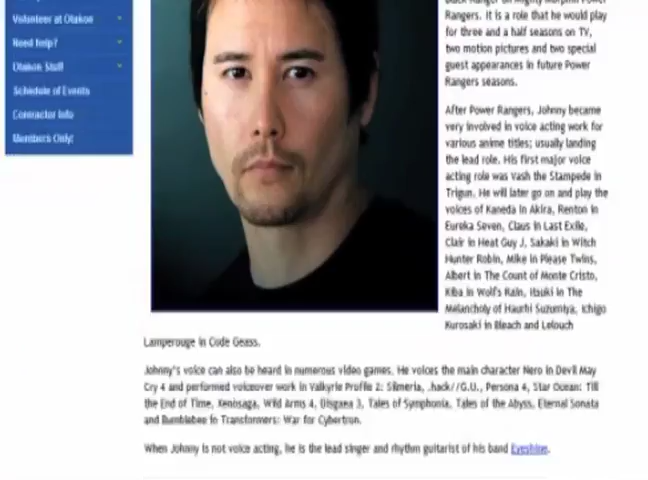 Volunteer at Otakon
Need help?
Otakon Staff
Schedule of Events
Contractor Info
Members Only!
Rangers. It is a role that he would play
for three and a half seasons on TV,
two motion pictures and two special
guest appearances in future Power
Rangers seasons.
After Power Rangers, Johnny became
very involved in voice acting work for
various anime titles; usually landing
the lead role. His first major voice
acting role was Vash the Stampede in
Trigun. He will later go on and play the
voices of Kaneda in Akira, Renton in
Eureka Seven, Claus in Last Exile,
Clair in Heat Guy J, Sakaki in Witch
Hunter Robin, Mike in Please Twins,
Albert in The Count of Monte Cristo,
Kiba in Wolf's Rain, Itsuki in The
Melancholy of Haurhi Suzumiya, Ichigo
Kurosaki in Bleach and Lelouch
Lamperouge in Code Geass.
Johnny's voice can also be heard in numerous video games. He voices the main character Nero in Devil May
Cry 4 and performed voiceover work in Valkyrie Profile 2: Silmeria, .hack//G.U., Persona 4, Star Ocean: Till
the End of Time, Xenosaga, Wild Arms 4, Disgaea 3, Tales of Symphonia, Tales of the Abyss, Eternal Sonata
and Bumblebee in Transformers: War for Cybertron.
When Johnny is not voice acting, he is the lead singer and rhythm guitarist of his band Eyeshine.